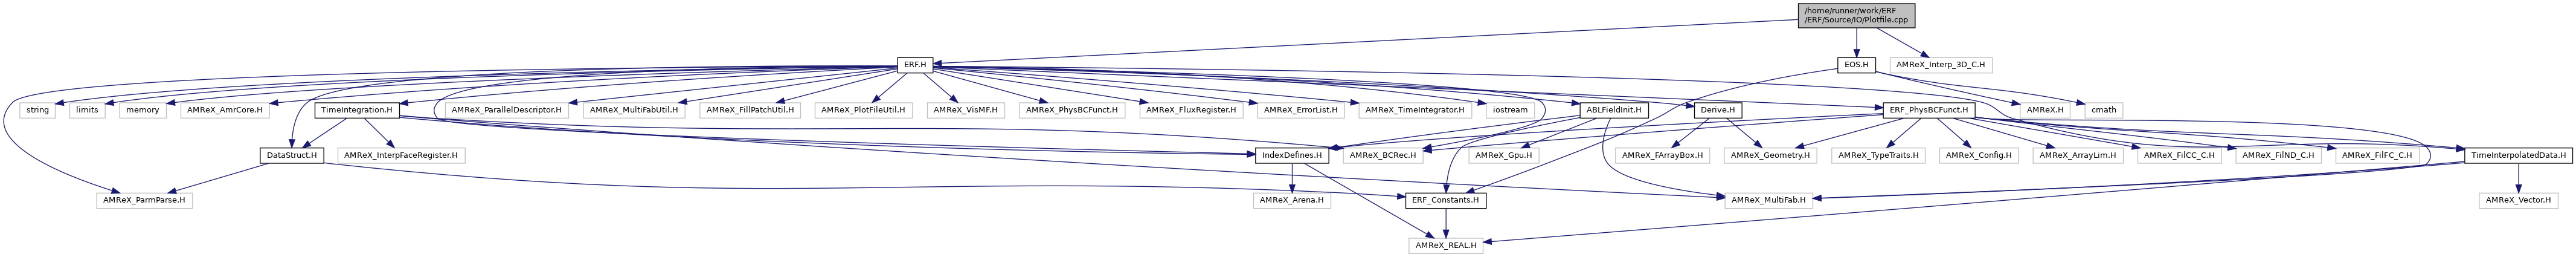 /home/runner/work/ERF
/ERF/Source/IO/Plotfile.cpp
ERF.H
EOS.H
AMReX_Interp_3D_C.H
string
limits
memory
AMReX_AmrCore.H
TimeIntegration.H
AMReX_ParallelDescriptor.H
AMReX_MultiFabUtil.H
AMReX_FillPatchUtil.H
AMReX_PlotFileUtil.H
AMReX_VisMF.H
AMReX_PhysBCFunct.H
AMReX_FluxRegister.H
AMReX_ErrorList.H
AMReX_TimeIntegrator.H
iostream
ABLFieldInit.H
Derive.H
ERF_PhysBCFunct.H
AMReX.H
cmath
DataStruct.H
AMReX_InterpFaceRegister.H
IndexDefines.H
AMReX_BCRec.H
AMReX_Gpu.H
AMReX_FArrayBox.H
AMReX_Geometry.H
AMReX_TypeTraits.H
AMReX_Config.H
AMReX_ArrayLim.H
AMReX_FilCC_C.H
AMReX_FilND_C.H
AMReX_FilFC_C.H
TimeInterpolatedData.H
AMReX_ParmParse.H
AMReX_Arena.H
ERF_Constants.H
AMReX_MultiFab.H
AMReX_Vector.H
AMReX_REAL.H